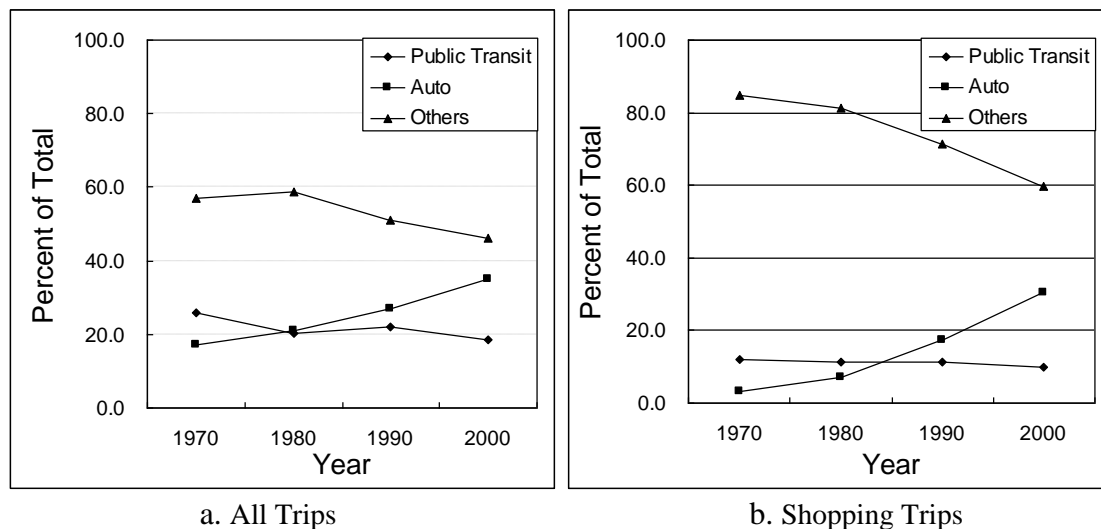 100.0
80.0
60.0
40.0
20.0
0.0
Percent of Total
1970 1980 1990 2000
Year
Public Transit
Auto
Others
a. All Trips
100.0
80.0
60.0
40.0
20.0
0.0
Percent of Total
1970 1980 1990 2000
Year
Public Transit
Auto
Others
b. Shopping Trips